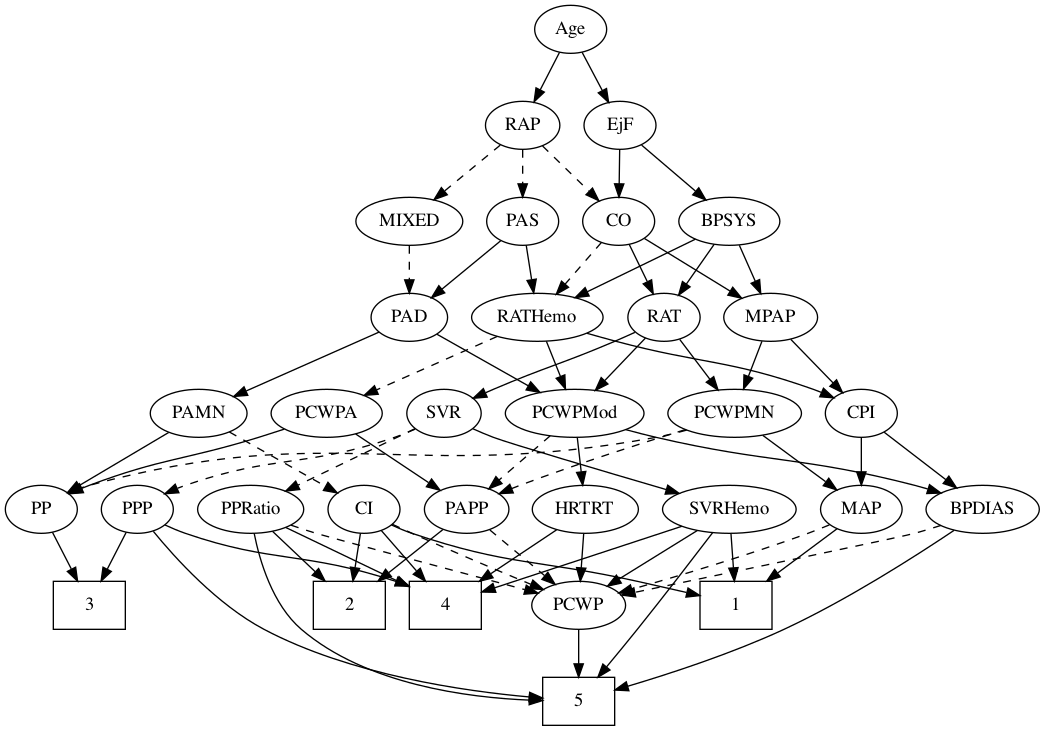 Age
RAP
EjF
MIXED
PAS
CO
BPSYS
PAD
RATHemo
RAT
MPAP
PAMN
PCWPA
SVR
PCWPMod
PCWPMN
CPI
PP
PPP
PPRatio
CI
PAPP
HRTRT
SVRHemo
MAP
BPDIAS
3
2
4
PCWP
1
5